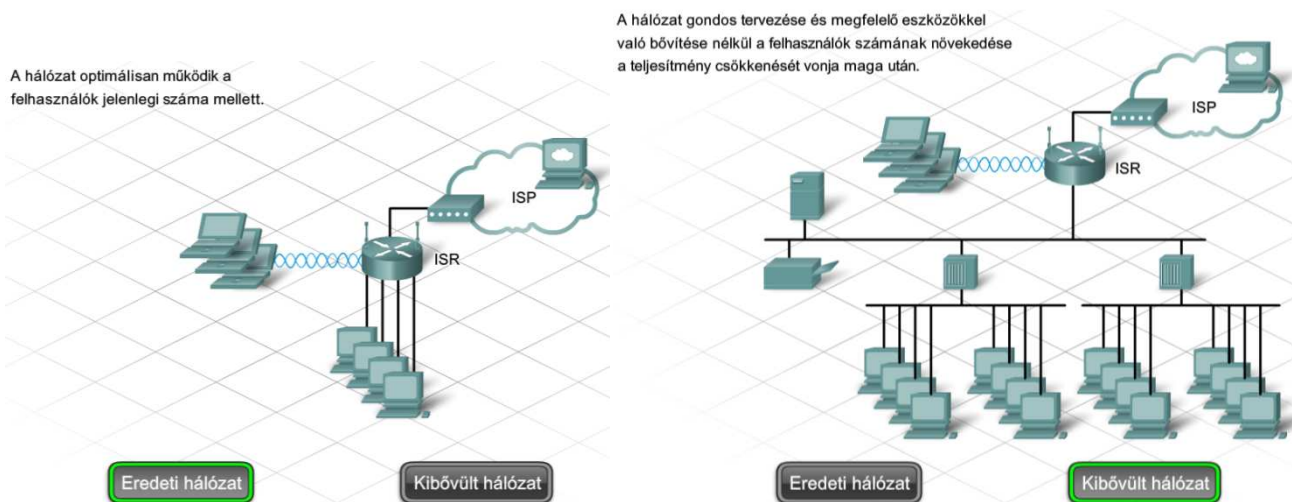 A hálózat optimálisan működik a
felhasználók jelenlegi száma mellett.
ISP
ISR
Eredeti hálózat
Kibővült hálózat
A hálózat gondos tervezése és megfelelő eszközökkel
való bővítése nélkül a felhasználók számának növekedése
a teljesítmény csökkenését vonja maga után.
ISP
ISR
Eredeti hálózat
Kibővült hálózat